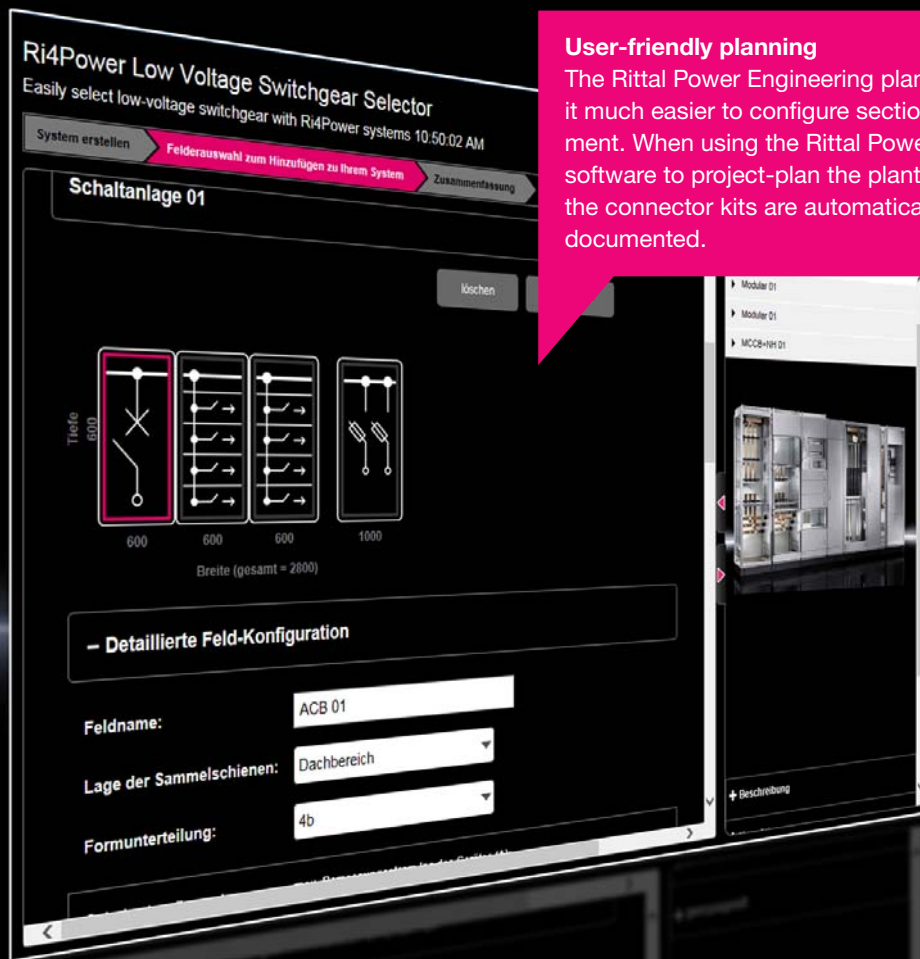 Ri4Power Low Voltage Switchgear Selector
Easily select low-voltage switchgear with Ri4Power systems 10:50:02 AM
System erstellen
Felderauswahl zum Hinzufügen zu Ihrem System
Zusammenfassung
Schaltanlage 01
löschen
Tiefe
600
600
600
600
1000
Breite (gesamt = 2800)
– Detaillierte Feld-Konfiguration
Feldname:
ACB 01
Lage der Sammelschienen:
Dachbereich
Formunterteilung:
4b
User-friendly planning
The Rittal Power Engineering plan
it much easier to configure sectio
ment. When using the Rittal Powe
software to project-plan the plant
the connector kits are automatica
documented.
Modular 01
Modular 01
MCCB+NH 01
+ Beschreibung